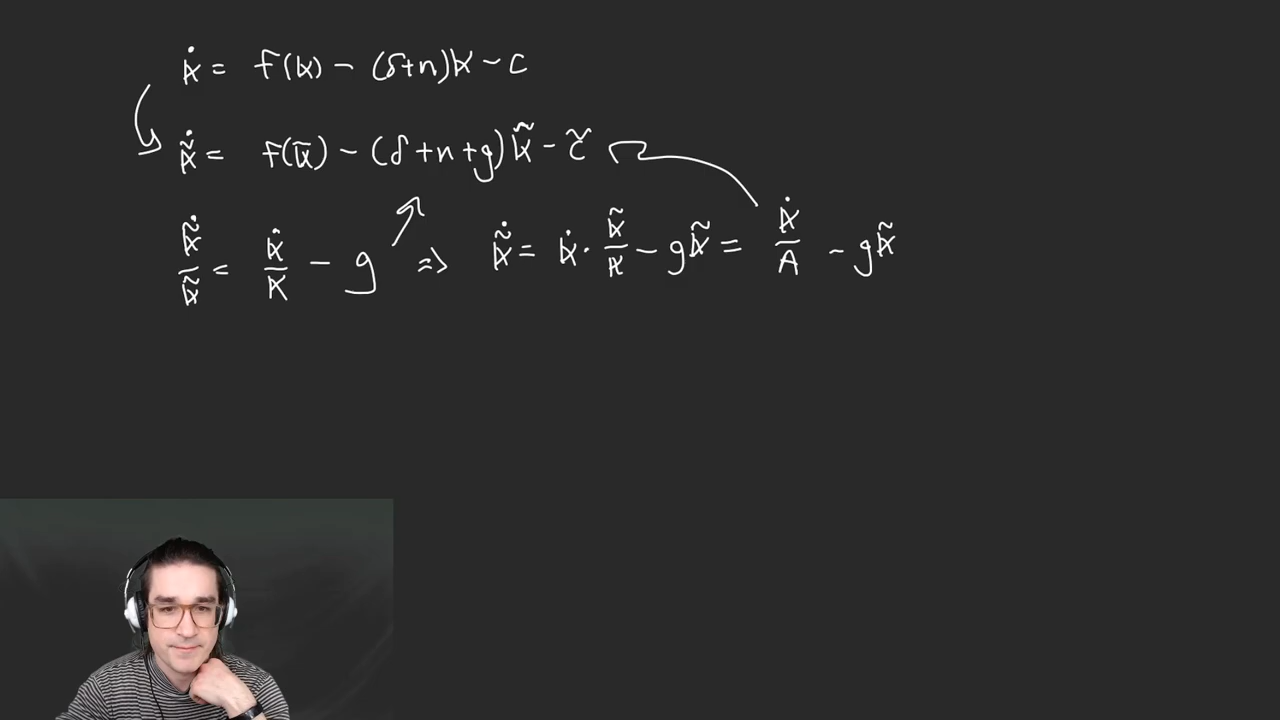 k̇ = f(k) − (δ+n)k − c
k̃̇ = f(k̃) − (δ+n+g)k̃ − c̃
k̃̇/k̃ = k̇/k − g ⇒ k̃̇ = k̇ · k̃/k − gk̃ = k̇/A − gk̃